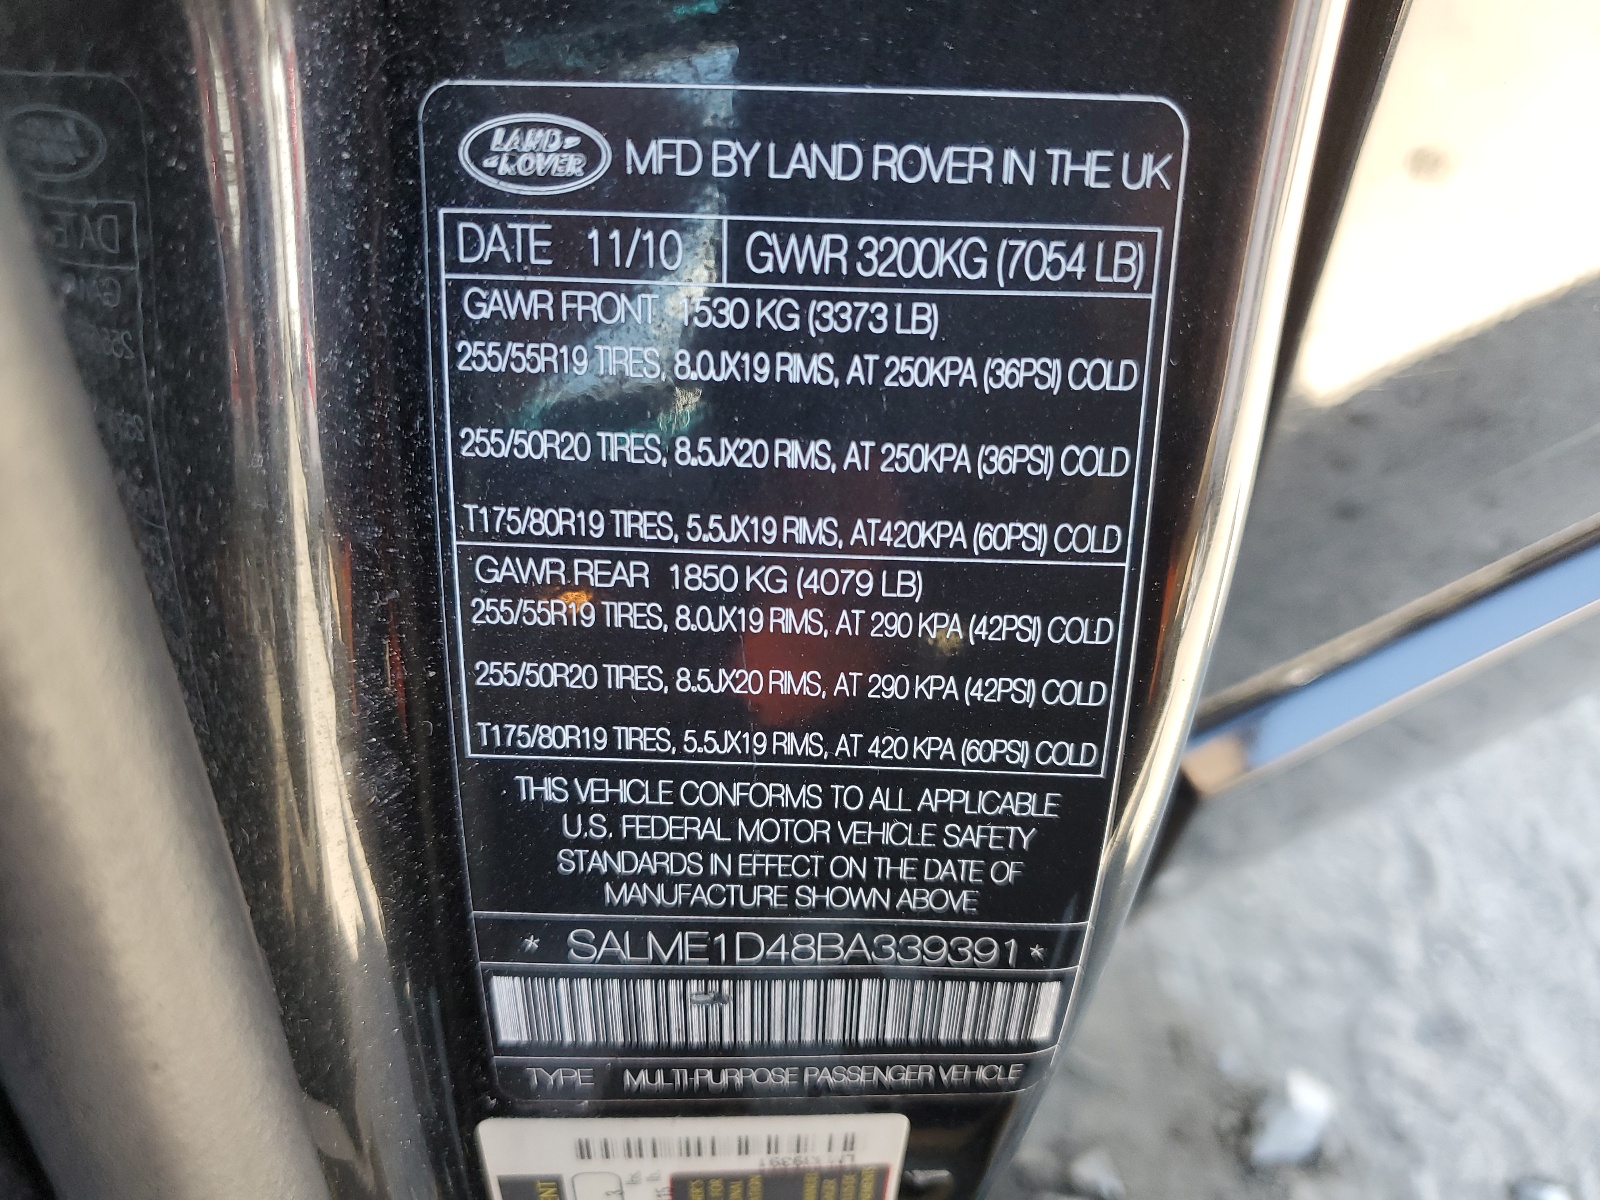 LAND ROVER
MFD BY LAND ROVER IN THE UK
DATE 11/10 GVWR 3200KG (7054 LB)
GAWR FRONT 1530 KG (3373 LB)
255/55R19 TIRES, 8.0JX19 RIMS, AT 250KPA (36PSI) COLD
255/50R20 TIRES, 8.5JX20 RIMS, AT 250KPA (36PSI) COLD
T175/80R19 TIRES, 5.5JX19 RIMS, AT420KPA (60PSI) COLD
GAWR REAR 1850 KG (4079 LB)
255/55R19 TIRES, 8.0JX19 RIMS, AT 290 KPA (42PSI) COLD
255/50R20 TIRES, 8.5JX20 RIMS, AT 290 KPA (42PSI) COLD
T175/80R19 TIRES, 5.5JX19 RIMS, AT 420 KPA (60PSI) COLD
THIS VEHICLE CONFORMS TO ALL APPLICABLE
U.S. FEDERAL MOTOR VEHICLE SAFETY
STANDARDS IN EFFECT ON THE DATE OF
MANUFACTURE SHOWN ABOVE
* SALME1D48BA339391 *
TYPE MULTI-PURPOSE PASSENGER VEHICLE